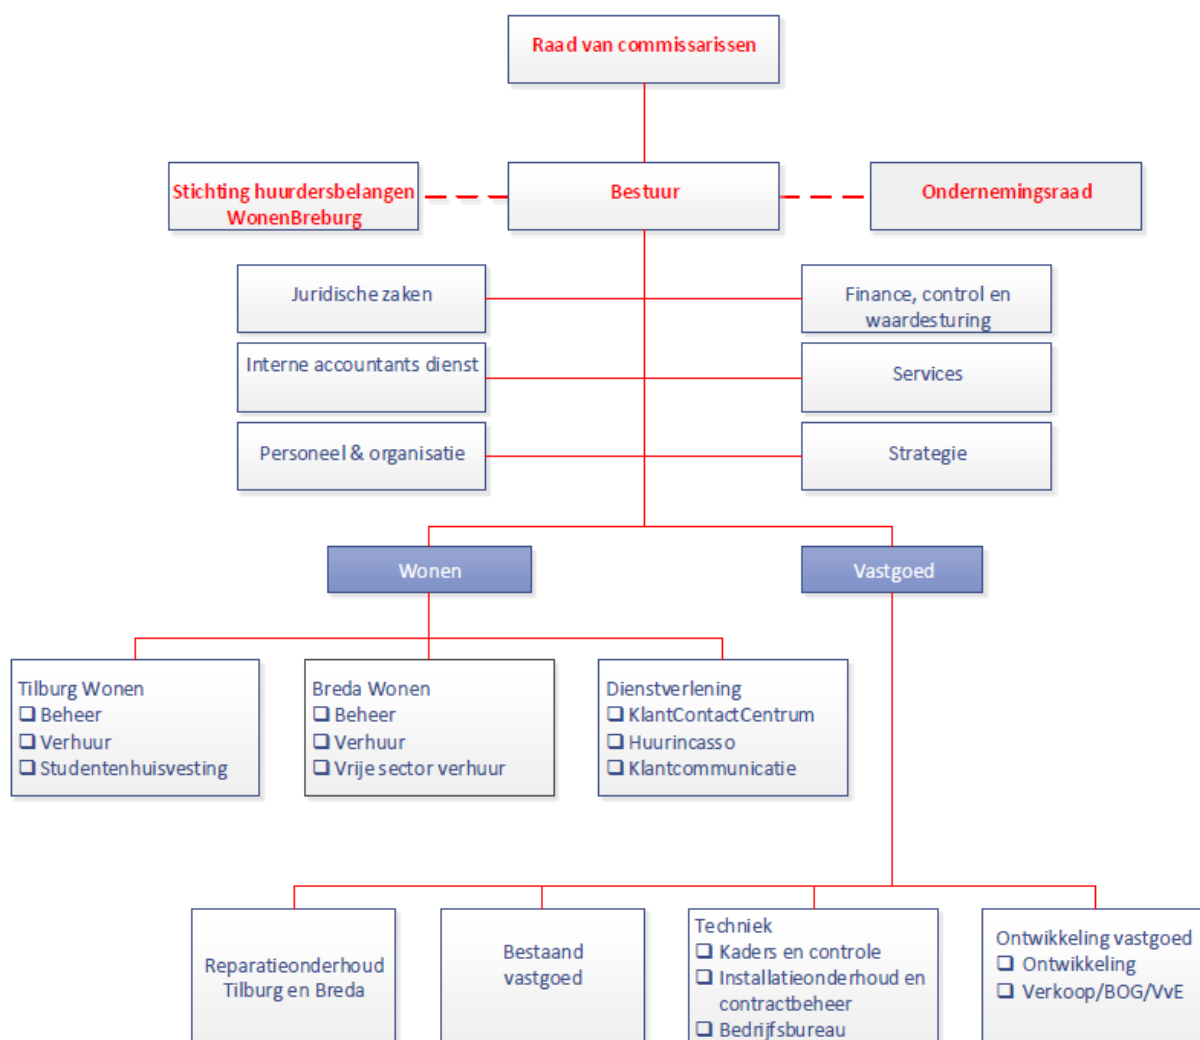 Raad van commissarissen
Stichting huurdersbelangen
WonenBreburg
Bestuur
Ondernemingsraad
Juridische zaken
Finance, control en
waardesturing
Interne accountants dienst
Services
Personeel & organisatie
Strategie
Wonen
Vastgoed
Tilburg Wonen
❑ Beheer
❑ Verhuur
❑ Studentenhuisvesting
Breda Wonen
❑ Beheer
❑ Verhuur
❑ Vrije sector verhuur
Dienstverlening
❑ KlantContactCentrum
❑ Huurincasso
❑ Klantcommunicatie
Reparatieonderhoud
Tilburg en Breda
Bestaand
vastgoed
Techniek
❑ Kaders en controle
❑ Installatieonderhoud en
contractbeheer
❑ Bedrijfsbureau
Ontwikkeling vastgoed
❑ Ontwikkeling
❑ Verkoop/BOG/VvE